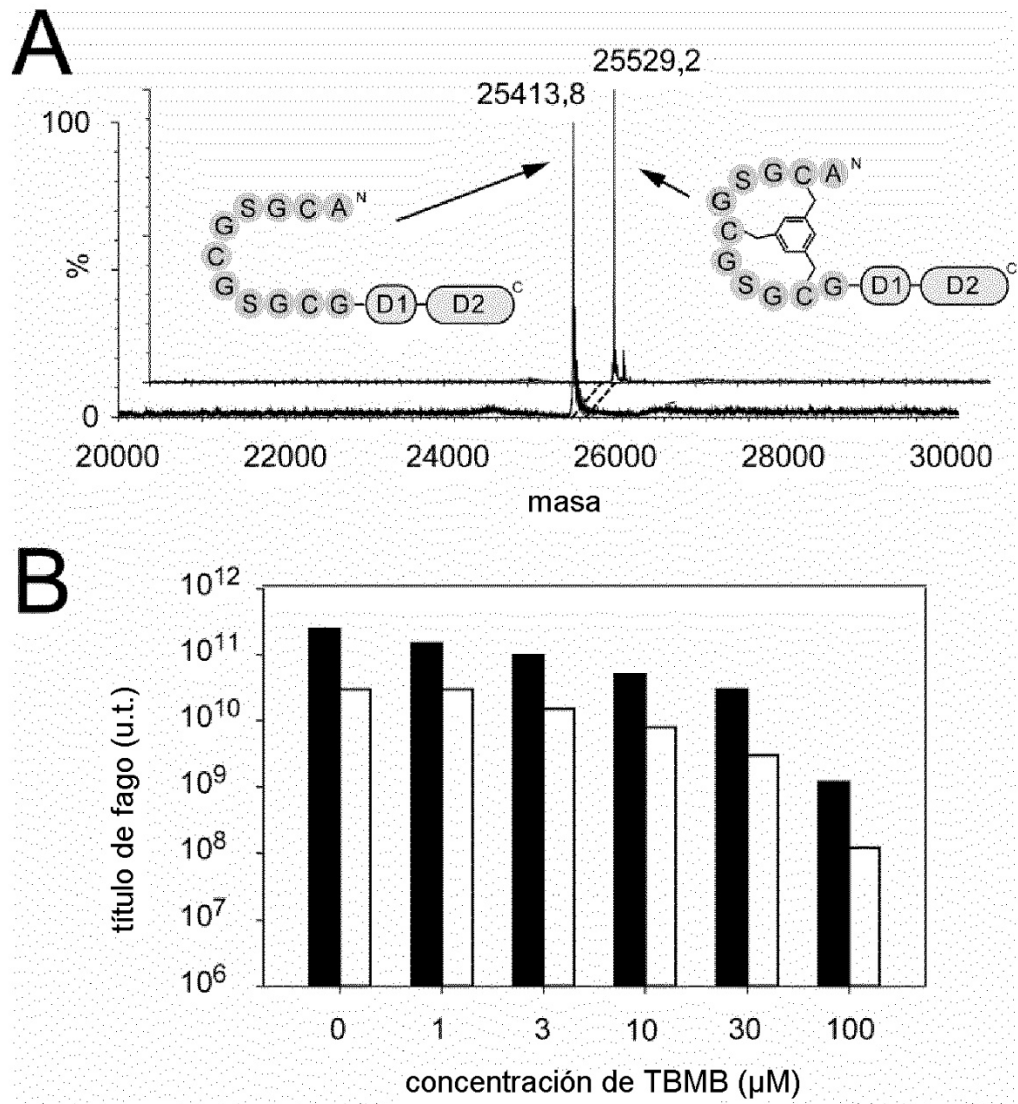 A
25529,2
25413,8
100
%
0
S G C A N
G
C
G
S G C G D1 D2 C
G S G C A N
C
G
S G C G D1 D2 C
20000 22000 24000 26000 28000 30000
masa
B
título de fago (u.t.)
10¹²
10¹¹
10¹⁰
10⁹
10⁸
10⁷
10⁶
0 1 3 10 30 100
concentración de TBMB (µM)